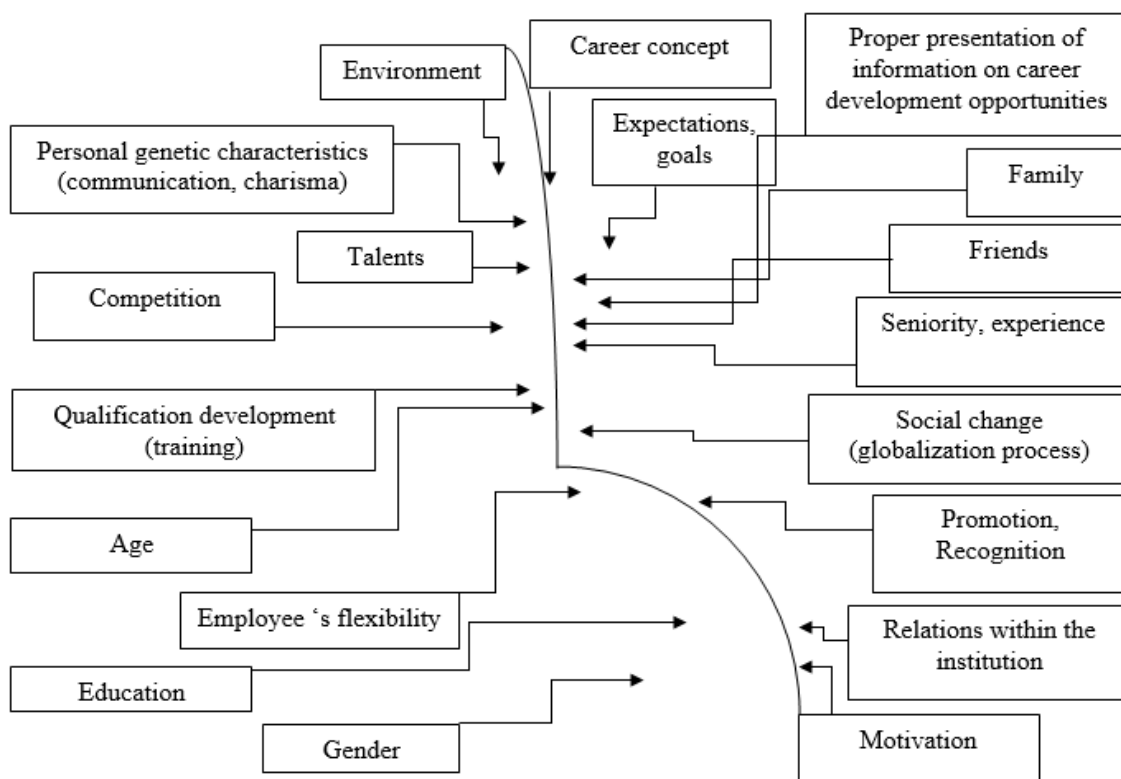 Environment
Career concept
Proper presentation of
information on career
development opportunities
Expectations,
goals
Personal genetic characteristics
(communication, charisma)
Family
Talents
Friends
Competition
Seniority, experience
Qualification development
(training)
Social change
(globalization process)
Age
Promotion,
Recognition
Employee ‘s flexibility
Relations within the
institution
Education
Gender
Motivation